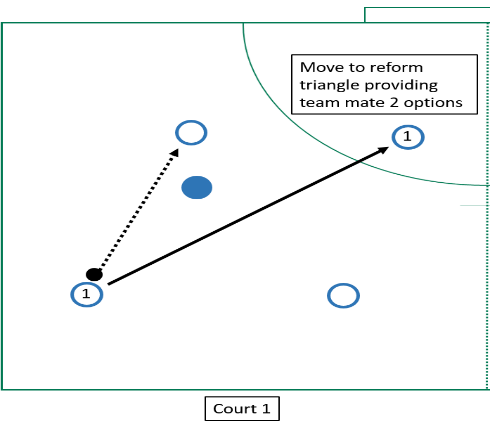 Move to reform
triangle providing
team mate 2 options
1
1
Court 1